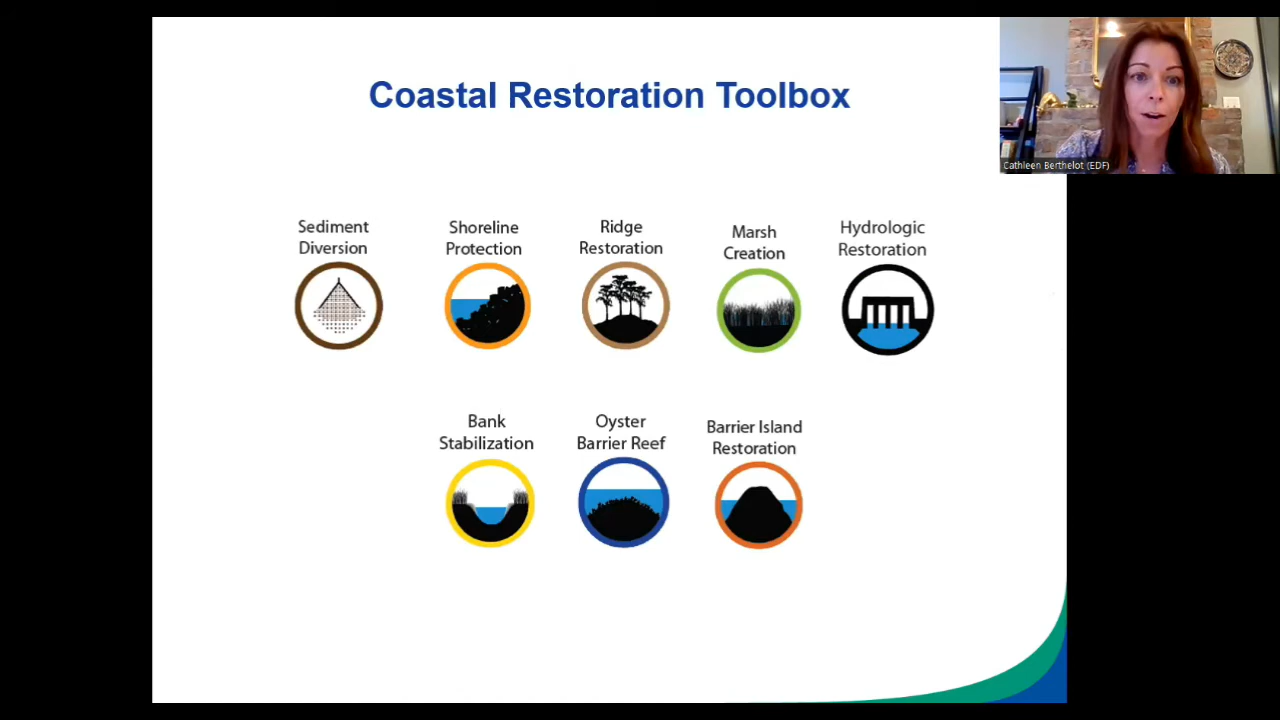 Coastal Restoration Toolbox
Cathleen Berthelot (EDF)
Sediment
Diversion
Shoreline
Protection
Ridge
Restoration
Marsh
Creation
Hydrologic
Restoration
Bank
Stabilization
Oyster
Barrier Reef
Barrier Island
Restoration